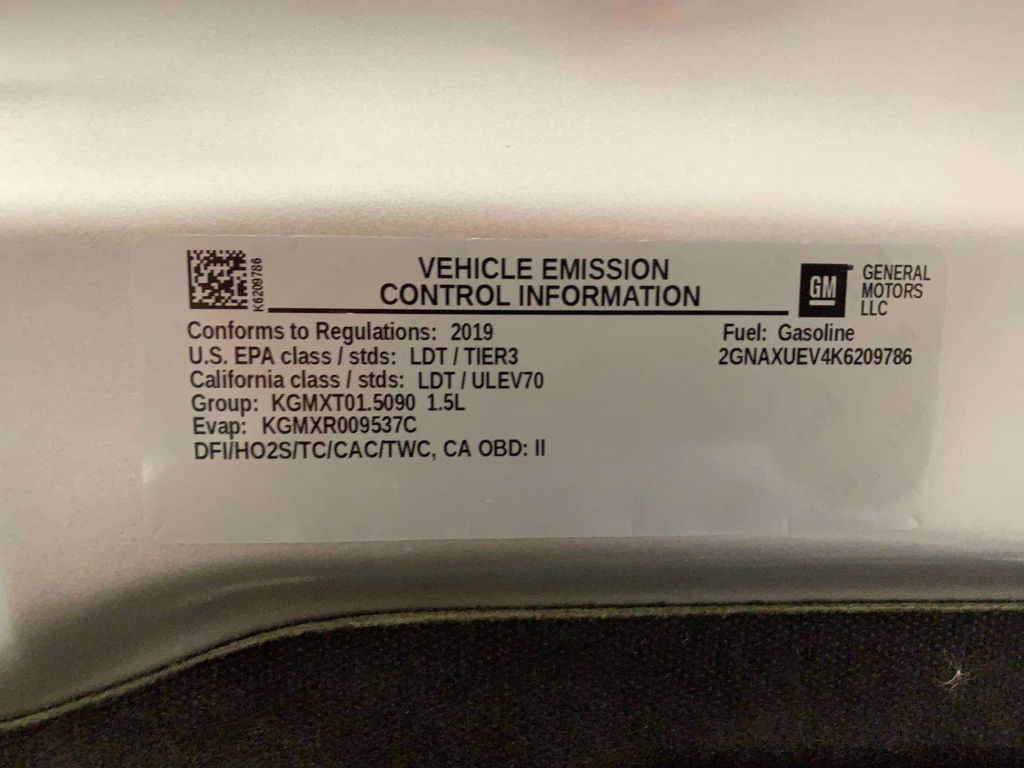 K6209786
VEHICLE EMISSION
CONTROL INFORMATION
GM
GENERAL
MOTORS
LLC
Conforms to Regulations: 2019
Fuel: Gasoline
U.S. EPA class / stds: LDT / TIER3
2GNAXUEV4K6209786
California class / stds: LDT / ULEV70
Group: KGMXT01.5090 1.5L
Evap: KGMXR009537C
DFI/HO2S/TC/CAC/TWC, CA OBD: II